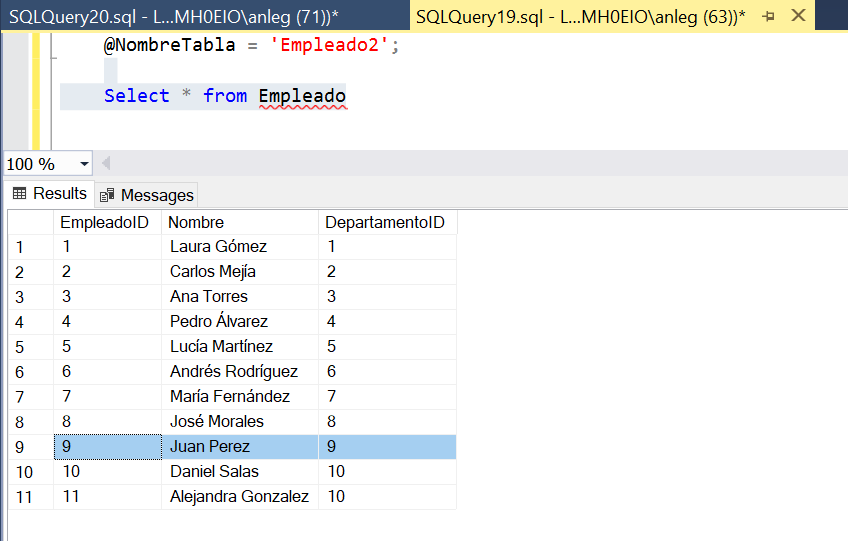 SQLQuery20.sql - L...MH0EIO\anleg (71))* SQLQuery19.sql - L...MH0EIO\anleg (63))*
@NombreTabla = 'Empleado2';
Select * from Empleado
100 %
Results Messages
EmpleadoID Nombre DepartamentoID
1 1 Laura Gómez 1
2 2 Carlos Mejía 2
3 3 Ana Torres 3
4 4 Pedro Álvarez 4
5 5 Lucía Martínez 5
6 6 Andrés Rodríguez 6
7 7 María Fernández 7
8 8 José Morales 8
9 9 Juan Perez 9
10 10 Daniel Salas 10
11 11 Alejandra Gonzalez 10